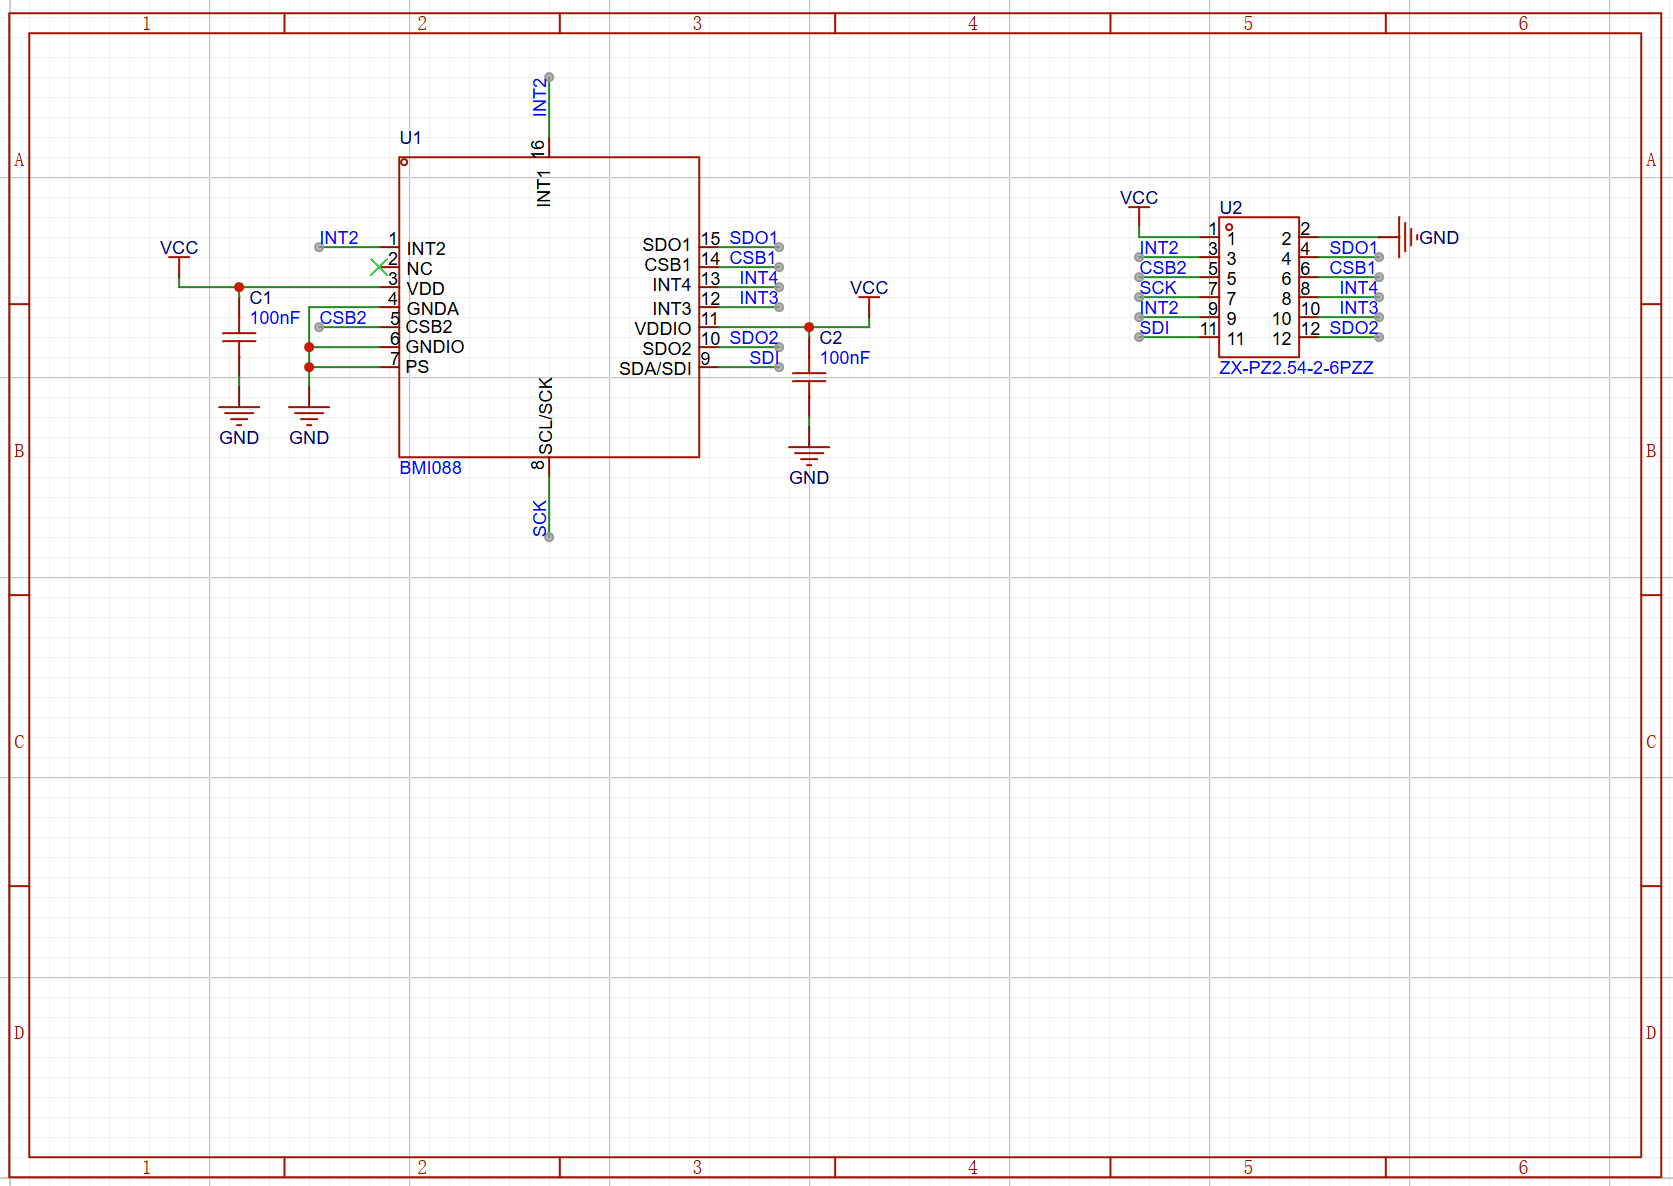 1 2 3 4 5 6
A A
INT2
16
INT1
U1
VCC
INT2 1 INT2
2 NC
3 VDD
4 GNDA
CSB2 5 CSB2
6 GNDIO
7 PS
C1
100nF
GND GND
SDO1 15 SDO1
CSB1 14 CSB1
INT4 13 INT4
INT3 12 INT3
VDDIO 11
SDO2 10 SDO2
SDA/SDI 9 SDI
VCC
C2
100nF
GND
SCL/SCK
8
SCK
BMI088
VCC
U2
1 1 2 2 GND
INT2 3 3 4 4 SDO1
CSB2 5 5 6 6 CSB1
SCK 7 7 8 8 INT4
INT2 9 9 10 10 INT3
SDI 11 11 12 12 SDO2
ZX-PZ2.54-2-6PZZ
B B
C C
D D
1 2 3 4 5 6